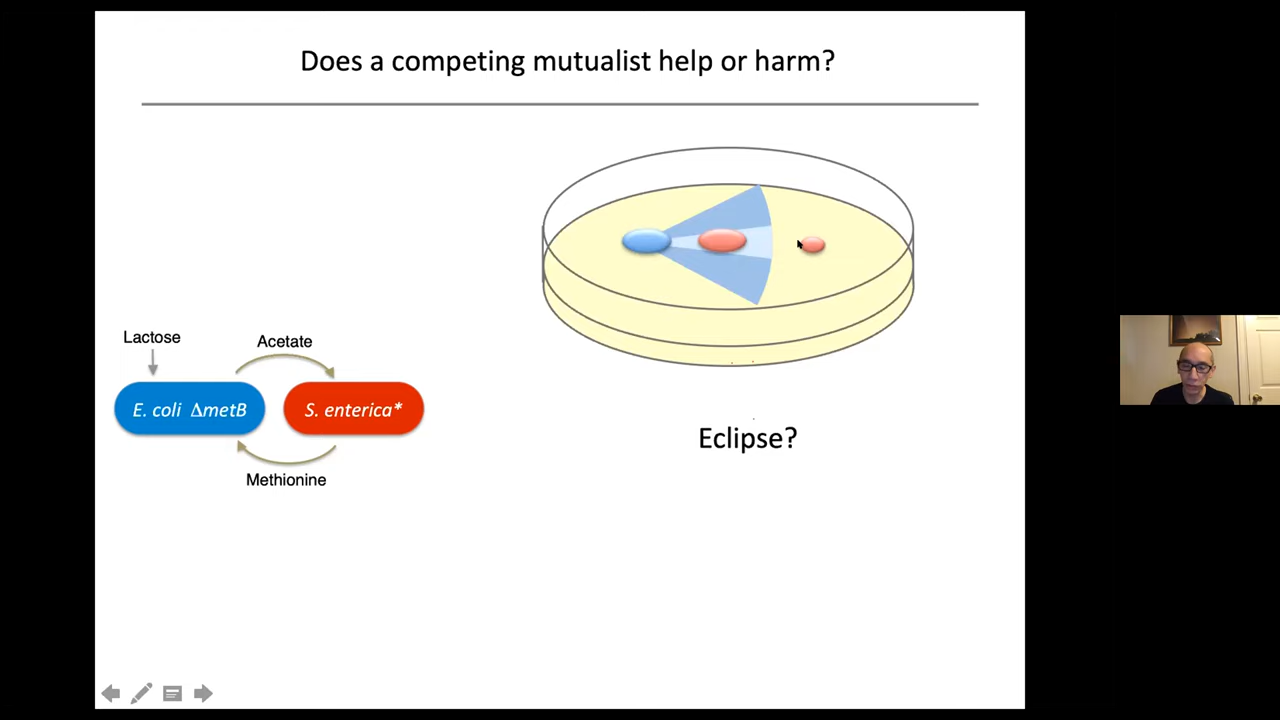 Does a competing mutualist help or harm?
Lactose
Acetate
E. coli ΔmetB
S. enterica*
Methionine
Eclipse?